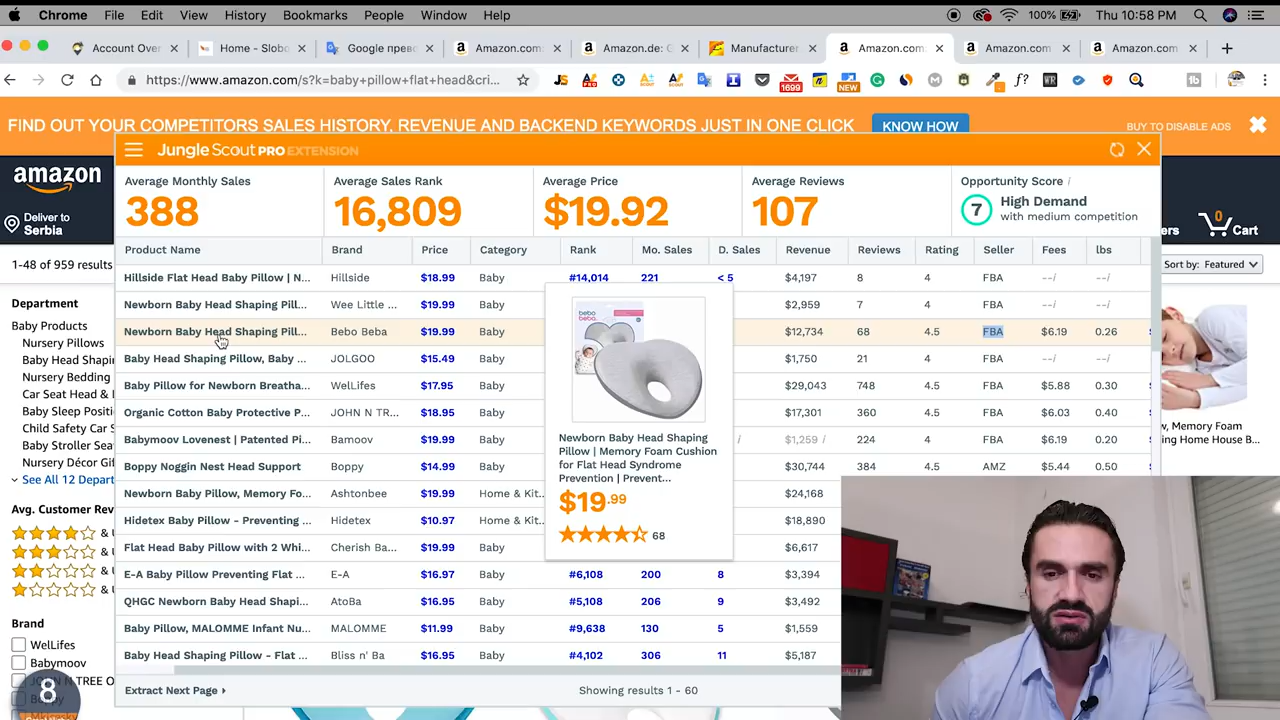 Chrome File Edit View History Bookmarks People Window Help 100% Thu 10:58 PM
Account Over Home - Slobo Google прево Amazon.com: Amazon.de: G Manufacturer Amazon.com Amazon.com Amazon.com
https://www.amazon.com/s?k=baby+pillow+flat+head&cri...
1699 NEW
FIND OUT YOUR COMPETITORS SALES HISTORY, REVENUE AND BACKEND KEYWORDS JUST IN ONE CLICK KNOW HOW BUY TO DISABLE ADS
Jungle Scout PRO EXTENSION
amazon
Deliver to
Serbia
0
Cart
Average Monthly Sales Average Sales Rank Average Price Average Reviews Opportunity Score i
388 16,809 $19.92 107 7 High Demand
with medium competition
Product Name Brand Price Category Rank Mo. Sales D. Sales Revenue Reviews Rating Seller Fees lbs
Hillside Flat Head Baby Pillow | N... Hillside $18.99 Baby #14,014 221 < 5 $4,197 8 4 FBA --/ --/
Newborn Baby Head Shaping Pill... Wee Little ... $19.99 Baby $2,959 7 4 FBA --/ --/
Newborn Baby Head Shaping Pill... Bebo Beba $19.99 Baby $12,734 68 4.5 FBA $6.19 0.26
Baby Head Shaping Pillow, Baby ... JOLGOO $15.49 Baby $1,750 21 4 FBA --/ --/
Baby Pillow for Newborn Breatha... WelLifes $17.95 Baby $29,043 748 4.5 FBA $5.88 0.30
Organic Cotton Baby Protective P... JOHN N TR... $18.95 Baby $17,301 360 4.5 FBA $6.03 0.40
Babymoov Lovenest | Patented Pi... Bamoov $19.99 Baby $1,259 / 224 4 FBA $6.19 0.20
Boppy Noggin Nest Head Support Boppy $14.99 Baby $30,744 384 4.5 AMZ $5.44 0.50
Newborn Baby Pillow, Memory Fo... Ashtonbee $19.99 Home & Kit... $24,168
Hidetex Baby Pillow - Preventing ... Hidetex $10.97 Home & Kit... $18,890
Flat Head Baby Pillow with 2 Whi... Cherish Ba... $19.99 Baby $6,617
E-A Baby Pillow Preventing Flat ... E-A $16.97 Baby #6,108 200 8 $3,394
QHGC Newborn Baby Head Shapi... AtoBa $16.95 Baby #5,108 206 9 $3,492
Baby Pillow, MALOMME Infant Nu... MALOMME $11.99 Baby #9,638 130 5 $1,559
Baby Head Shaping Pillow - Flat ... Bliss n' Ba $16.95 Baby #4,102 306 11 $5,187
Extract Next Page Showing results 1 - 60
bebo
beba.
Newborn Baby Head Shaping
Pillow | Memory Foam Cushion
for Flat Head Syndrome
Prevention | Prevent...
$19.99
68
1-48 of 959 results
Department
Baby Products
Nursery Pillows
Baby Head Shapin
Nursery Bedding
Car Seat Head &
Baby Sleep Positi
Child Safety Car S
Baby Stroller Sea
Nursery Décor Gif
See All 12 Depart
Avg. Customer Rev
& U
& U
& U
& U
Brand
WelLifes
Babymoov
JOHN N TREE O
Boppy
8
Sort by: Featured
w, Memory Foam
ing Home House B...